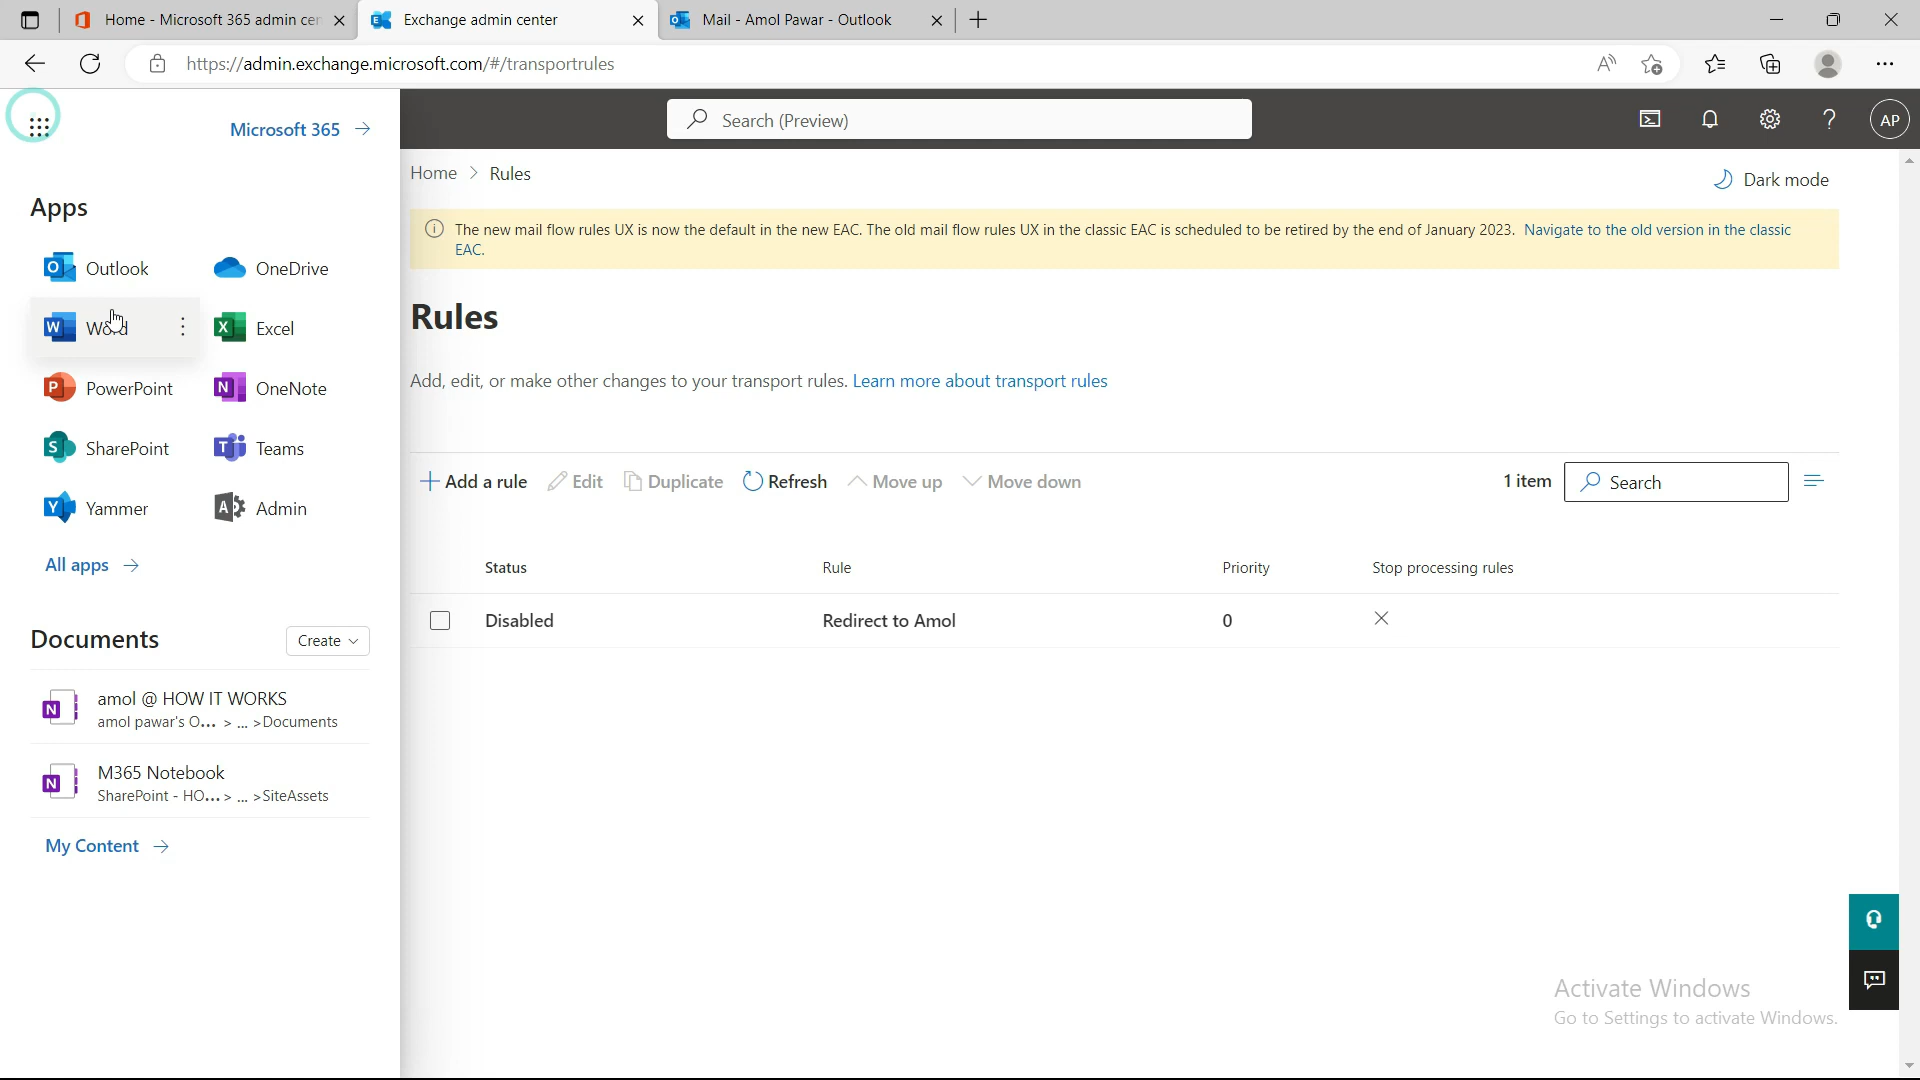 Home - Microsoft 365 admin cen
Exchange admin center
Mail - Amol Pawar - Outlook
https://admin.exchange.microsoft.com/#/transportrules
Microsoft 365
Search (Preview)
AP
Apps
Outlook
OneDrive
Word
Excel
PowerPoint
OneNote
SharePoint
Teams
Yammer
Admin
All apps
Documents
Create
amol @ HOW IT WORKS
amol pawar's O... > ... >Documents
M365 Notebook
SharePoint - HO... > ... >SiteAssets
My Content
Home > Rules
Dark mode
The new mail flow rules UX is now the default in the new EAC. The old mail flow rules UX in the classic EAC is scheduled to be retired by the end of January 2023. Navigate to the old version in the classic
EAC.
Rules
Add, edit, or make other changes to your transport rules. Learn more about transport rules
Add a rule
Edit
Duplicate
Refresh
Move up
Move down
1 item
Search
Status
Rule
Priority
Stop processing rules
Disabled
Redirect to Amol
0
Activate Windows
Go to Settings to activate Windows.